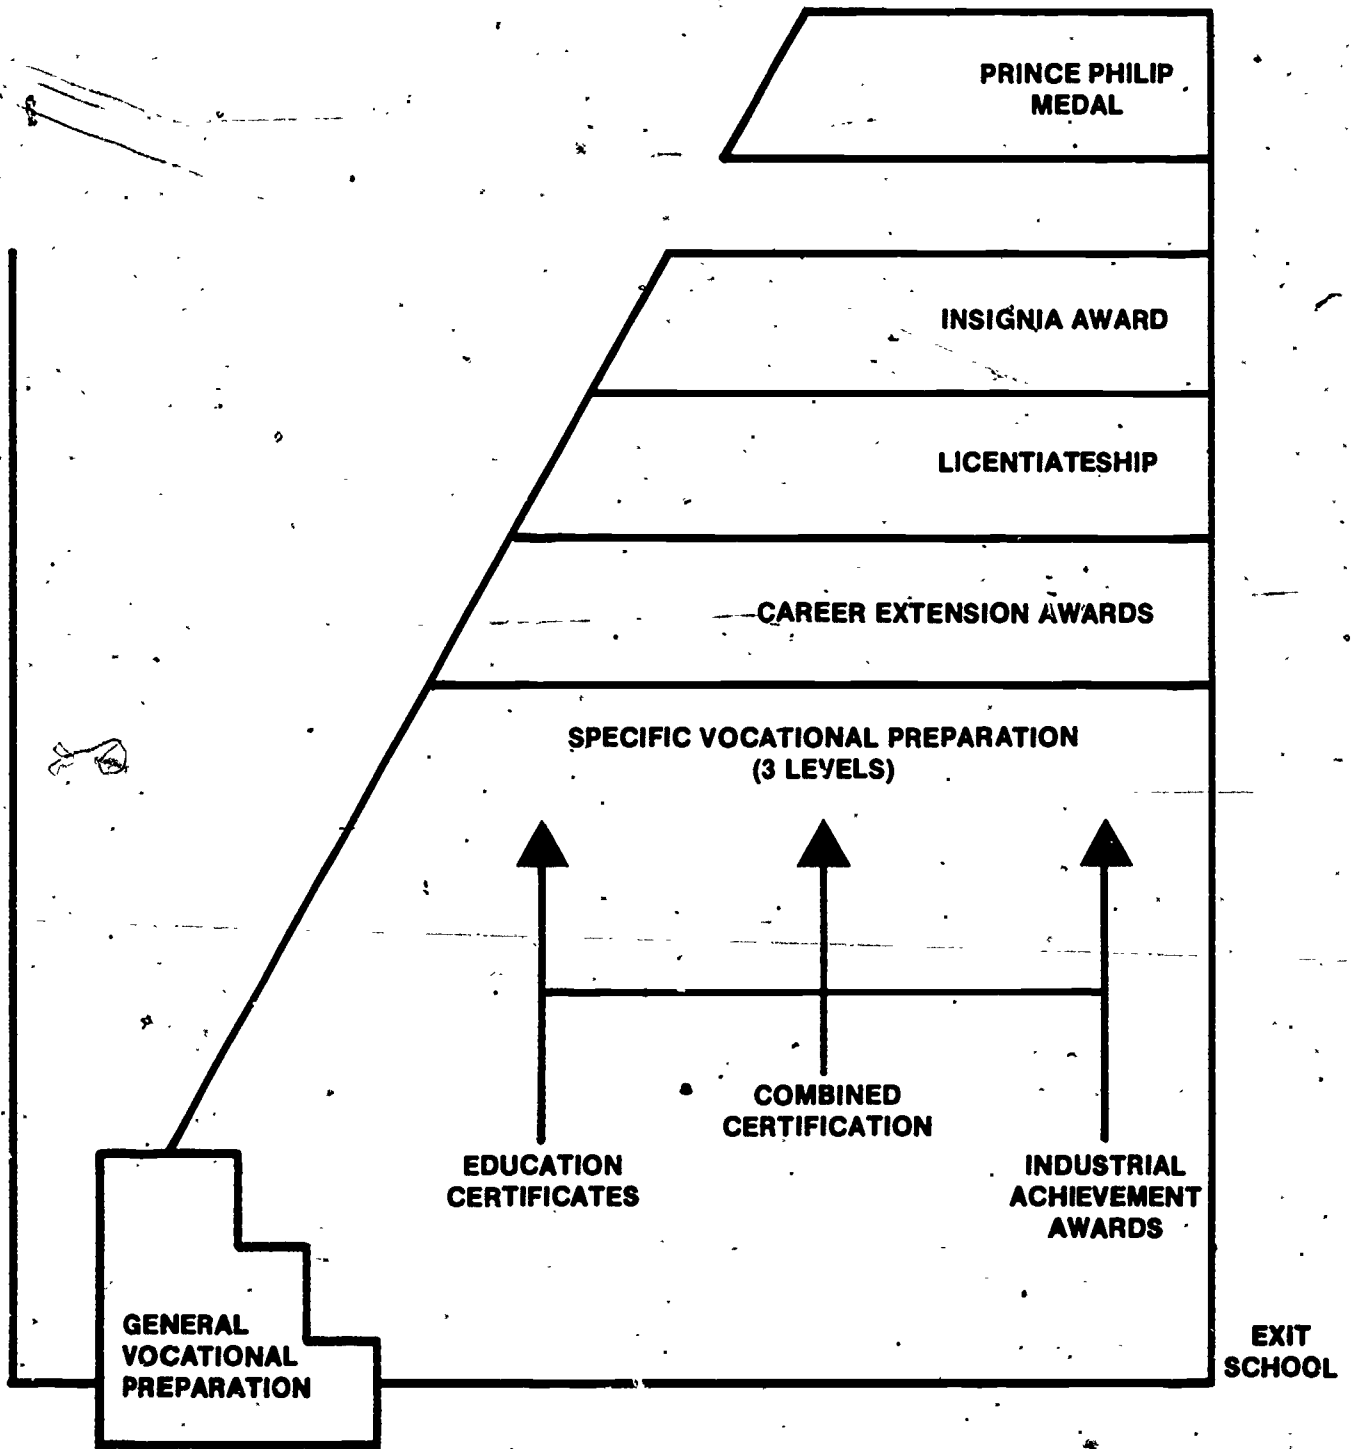 PRINCE PHILIP
MEDAL
INSIGNIA AWARD
LICENTIATESHIP
CAREER EXTENSION AWARDS
SPECIFIC VOCATIONAL PREPARATION
(3 LEVELS)
COMBINED
CERTIFICATION
EDUCATION
CERTIFICATES
INDUSTRIAL
ACHIEVEMENT
AWARDS
GENERAL
VOCATIONAL
PREPARATION
EXIT
SCHOOL